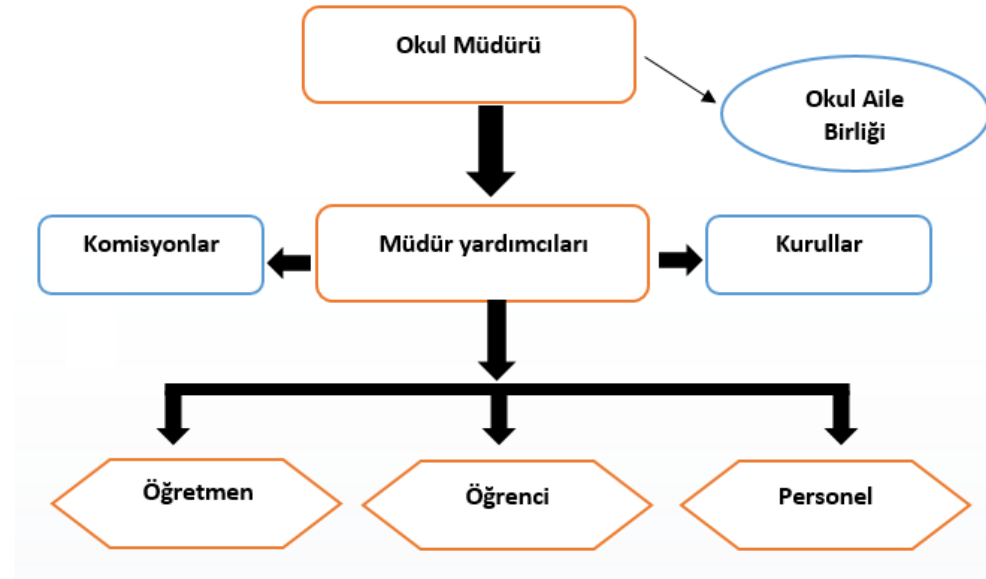 Okul Müdürü
Okul Aile
Birliği
Komisyonlar
Müdür yardımcıları
Kurullar
Öğretmen
Öğrenci
Personel